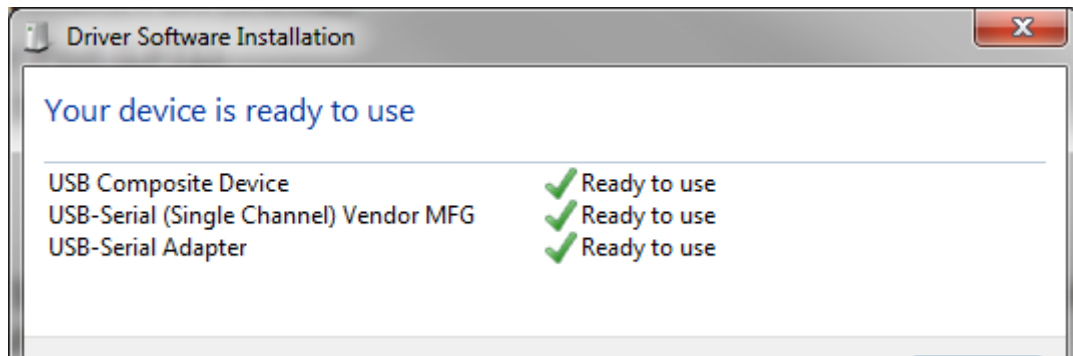 Driver Software Installation
Your device is ready to use
USB Composite Device Ready to use
USB-Serial (Single Channel) Vendor MFG Ready to use
USB-Serial Adapter Ready to use